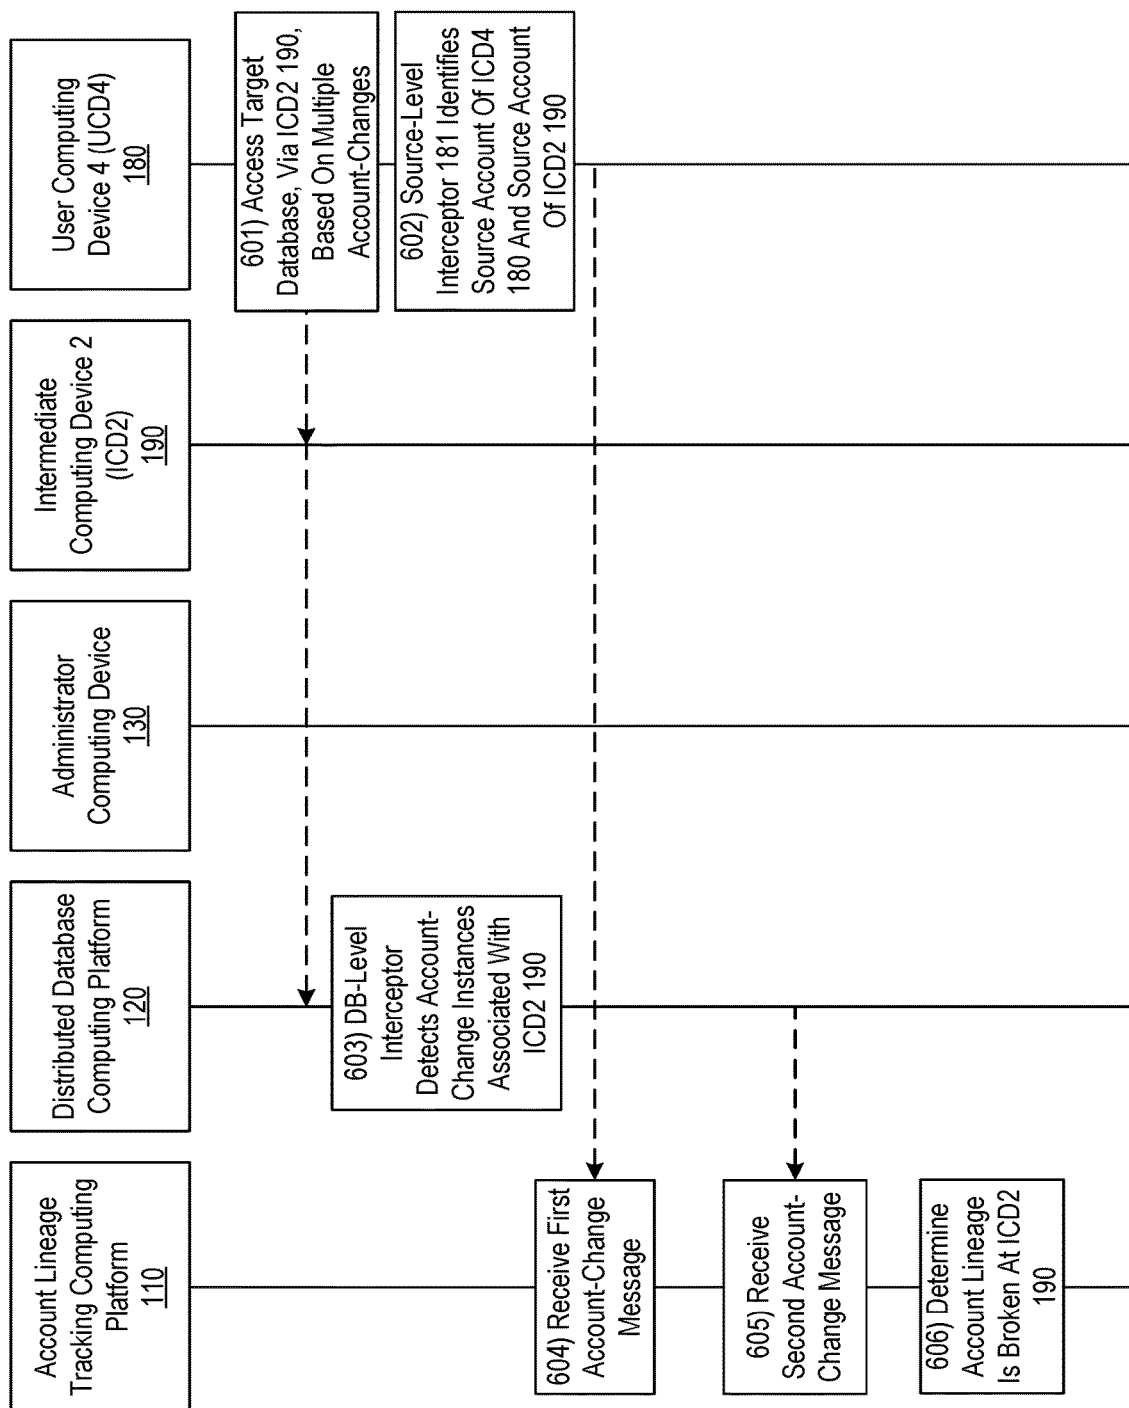 User Computing
Device 4 (UCD4)
180
Intermediate
Computing Device 2
(ICD2)
190
Administrator
Computing Device
130
Distributed Database
Computing Platform
120
Account Lineage
Tracking Computing
Platform
110
601) Access Target
Database, Via ICD2 190,
Based On Multiple
Account-Changes
602) Source-Level
Interceptor 181 Identifies
Source Account Of ICD4
180 And Source Account
Of ICD2 190
603) DB-Level
Interceptor
Detects Account-
Change Instances
Associated With
ICD2 190
604) Receive First
Account-Change
Message
605) Receive
Second Account-
Change Message
606) Determine
Account Lineage
Is Broken At ICD2
190